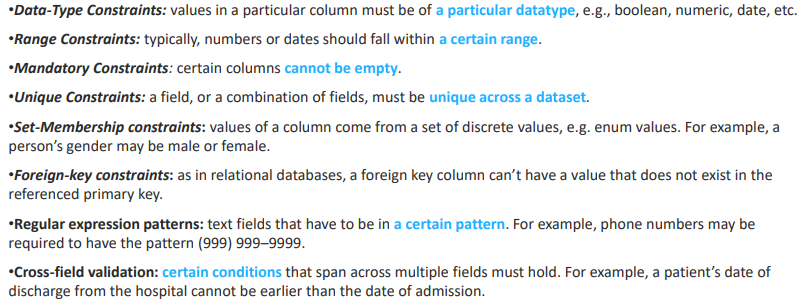 •Data-Type Constraints: values in a particular column must be of a particular datatype, e.g., boolean, numeric, date, etc.
•Range Constraints: typically, numbers or dates should fall within a certain range.
•Mandatory Constraints: certain columns cannot be empty.
•Unique Constraints: a field, or a combination of fields, must be unique across a dataset.
•Set-Membership constraints: values of a column come from a set of discrete values, e.g. enum values. For example, a
person’s gender may be male or female.
•Foreign-key constraints: as in relational databases, a foreign key column can’t have a value that does not exist in the
referenced primary key.
•Regular expression patterns: text fields that have to be in a certain pattern. For example, phone numbers may be
required to have the pattern (999) 999–9999.
•Cross-field validation: certain conditions that span across multiple fields must hold. For example, a patient’s date of
discharge from the hospital cannot be earlier than the date of admission.